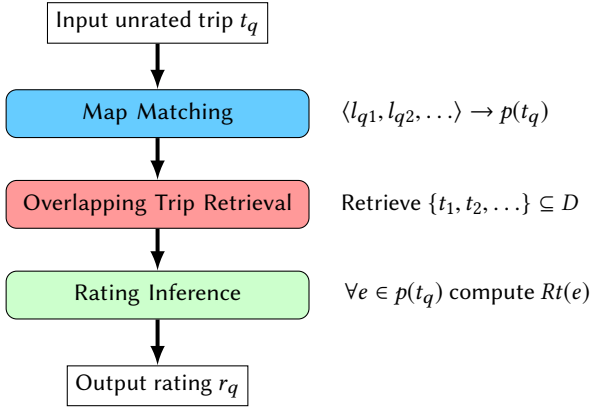 Input unrated trip t_q
Map Matching ⟨l_q1, l_q2, . . .⟩ → p(t_q)
Overlapping Trip Retrieval Retrieve {t_1, t_2, . . .} ⊆ D
Rating Inference ∀e ∈ p(t_q) compute Rt(e)
Output rating r_q